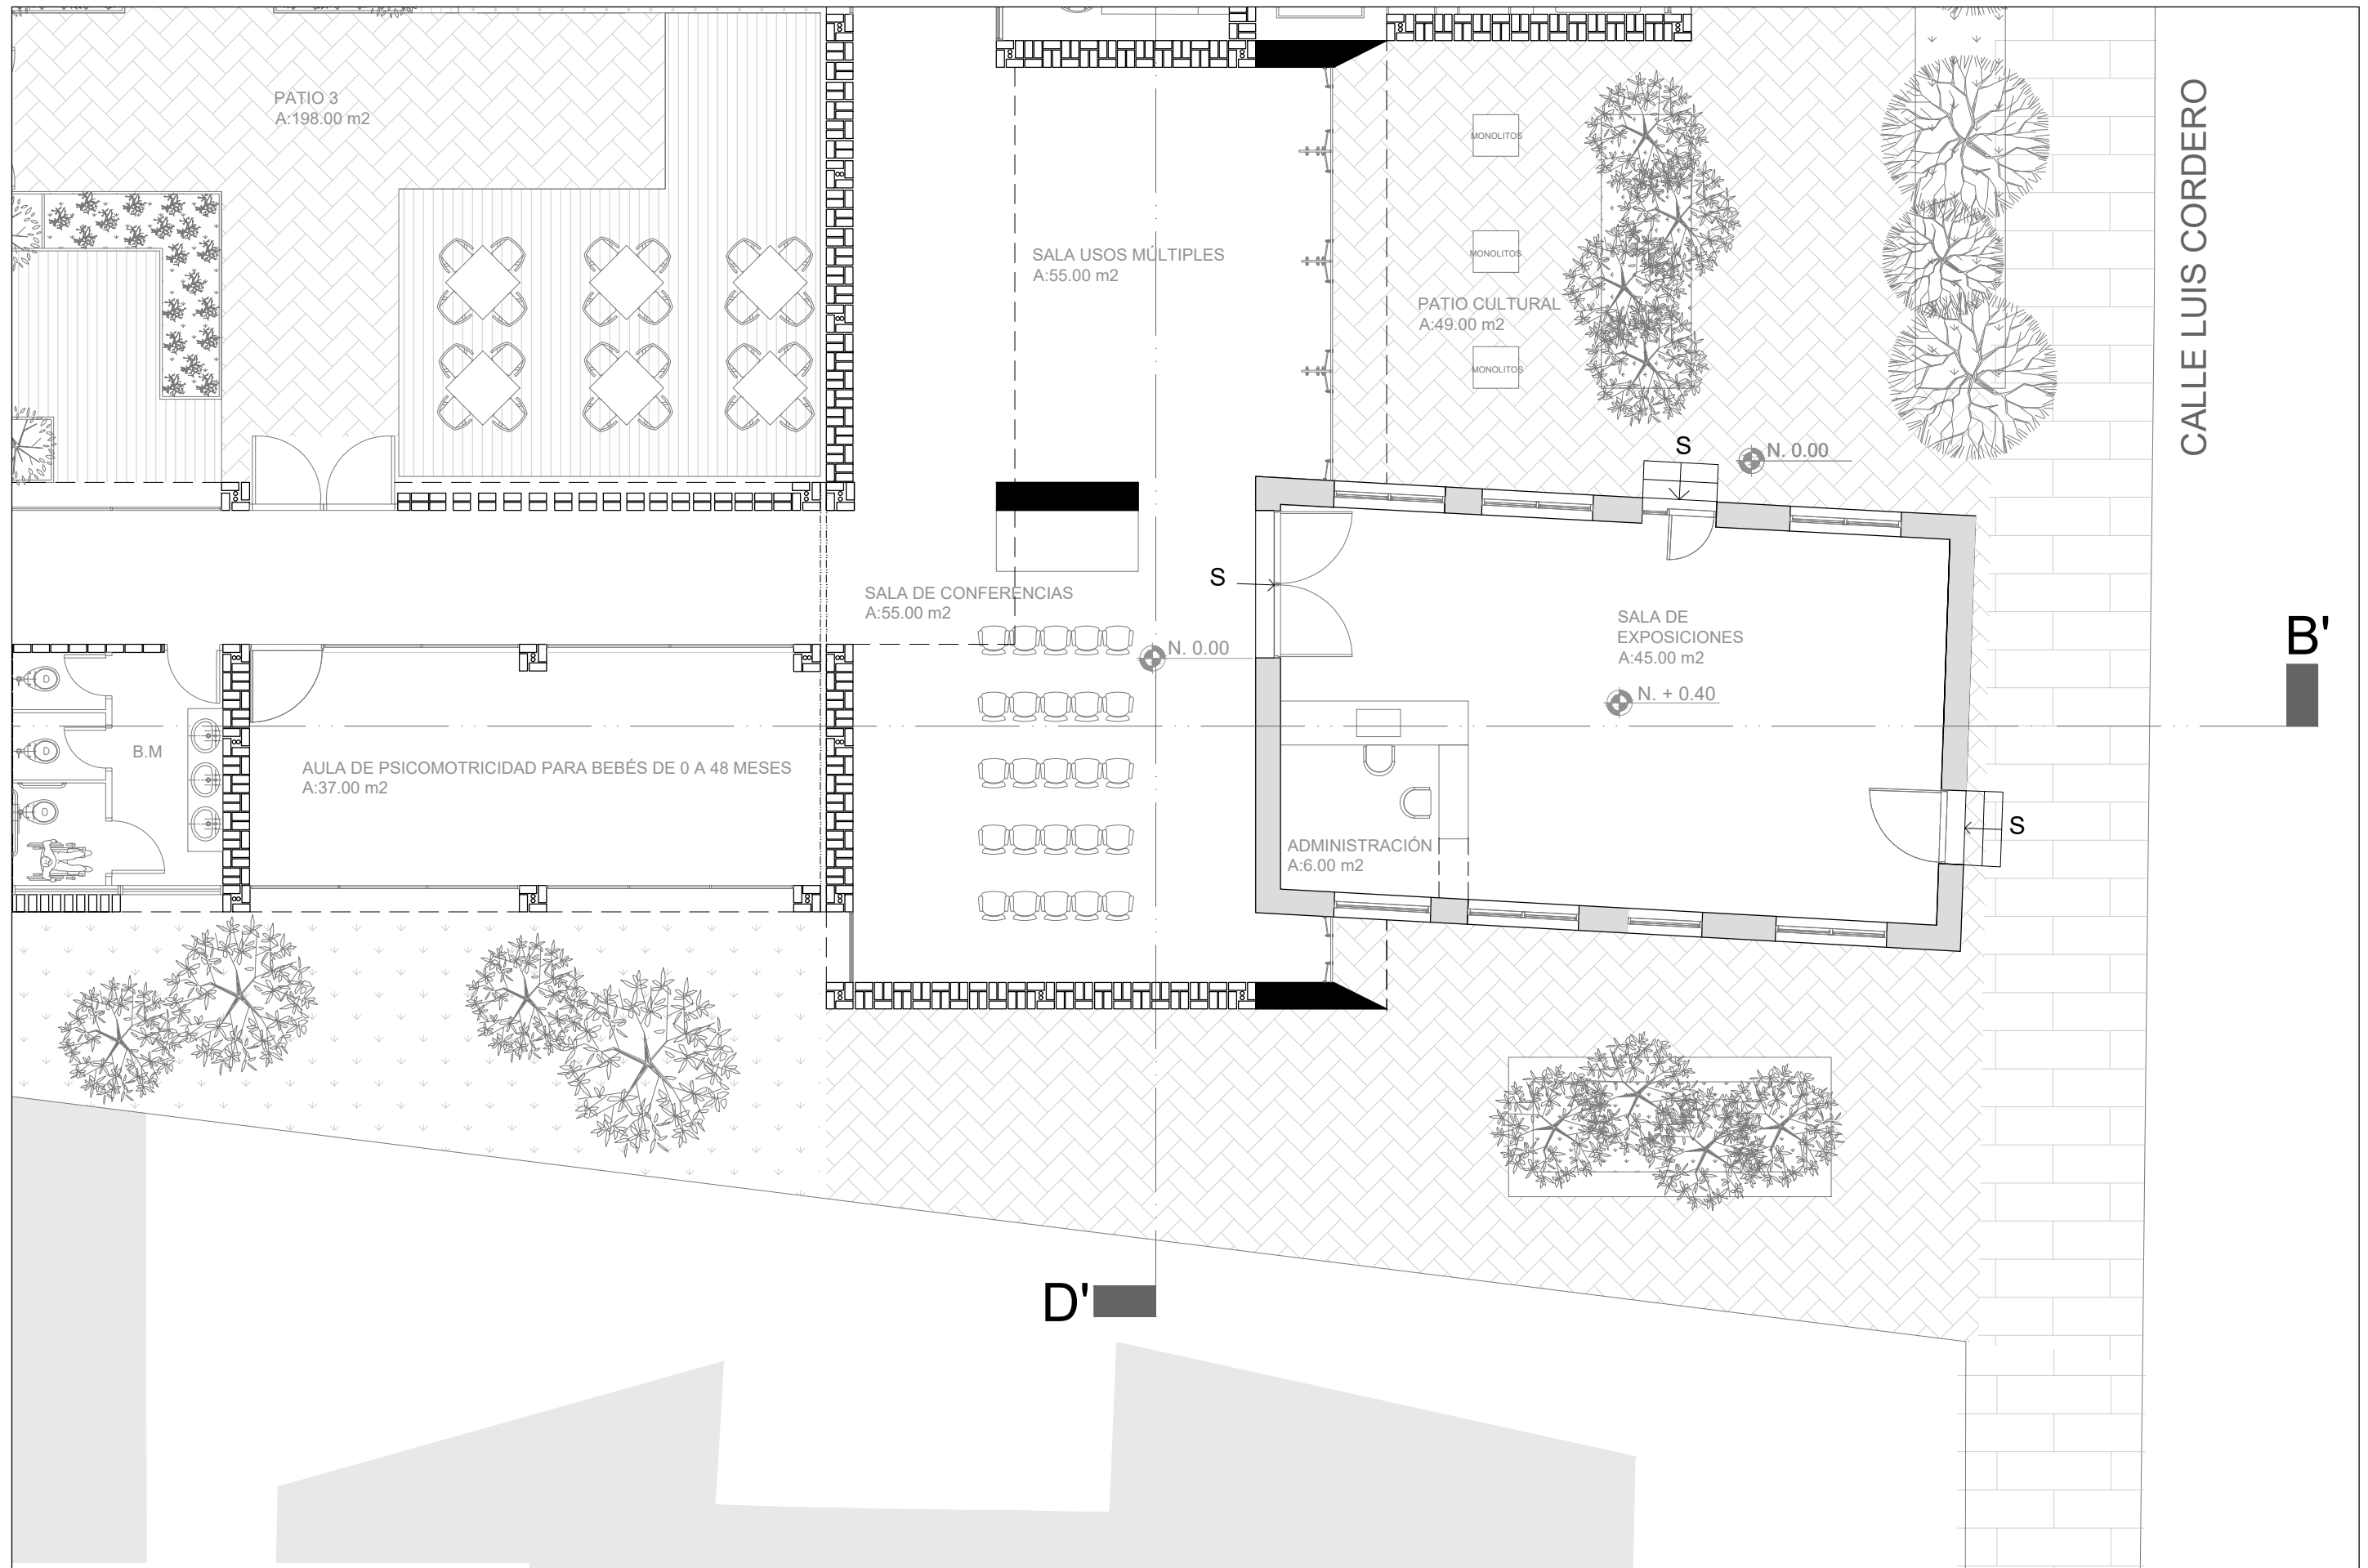 PATIO 3
A:198.00 m2
SALA USOS MÚLTIPLES
A:55.00 m2
MONOLITOS
MONOLITOS
PATIO CULTURAL
A:49.00 m2
MONOLITOS
CALLE LUIS CORDERO
S
N. 0.00
S
SALA DE CONFERENCIAS
A:55.00 m2
N. 0.00
SALA DE
EXPOSICIONES
A:45.00 m2
N. + 0.40
B'
D
D
D
B.M
AULA DE PSICOMOTRICIDAD PARA BEBÉS DE 0 A 48 MESES
A:37.00 m2
ADMINISTRACIÓN
A:6.00 m2
S
D'